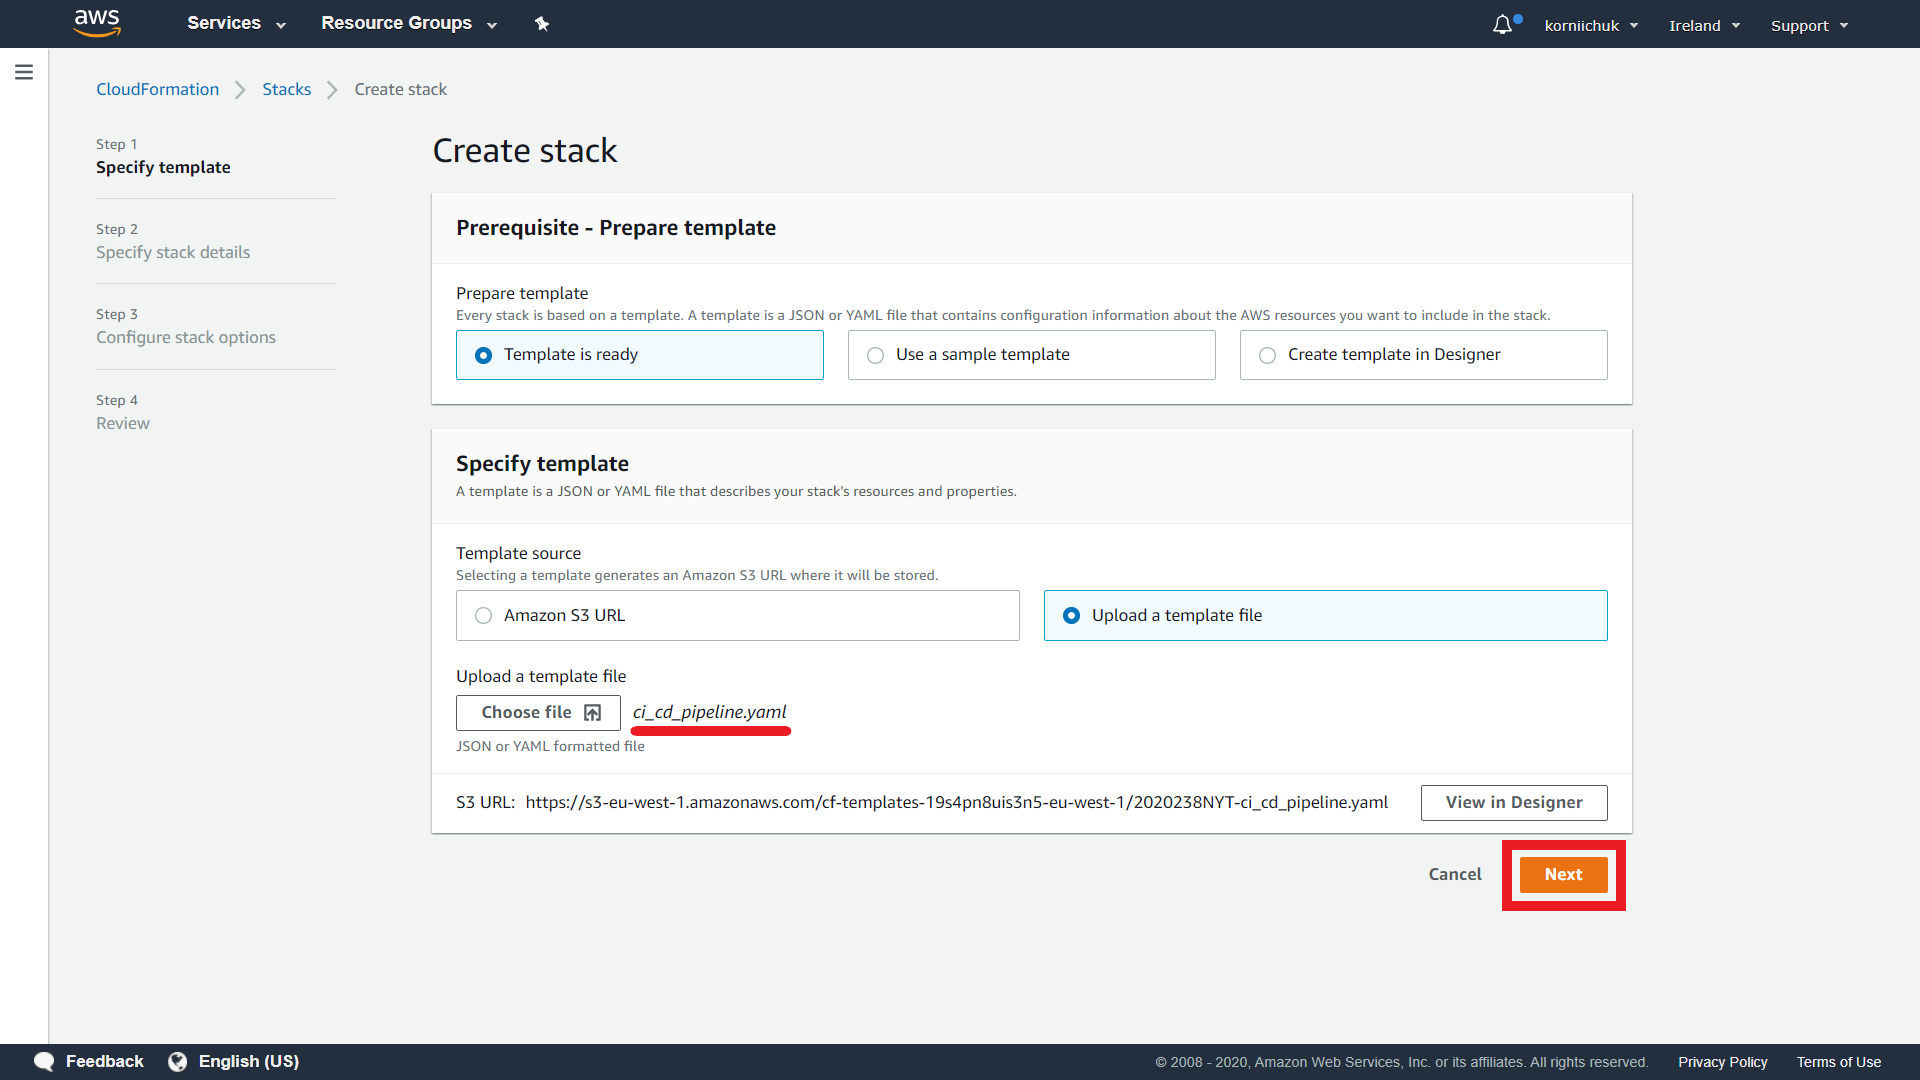 aws Services Resource Groups korniichuk Ireland Support
CloudFormation Stacks Create stack
Step 1
Specify template
Step 2
Specify stack details
Step 3
Configure stack options
Step 4
Review
Create stack
Prerequisite - Prepare template
Prepare template
Every stack is based on a template. A template is a JSON or YAML file that contains configuration information about the AWS resources you want to include in the stack.
Template is ready Use a sample template Create template in Designer
Specify template
A template is a JSON or YAML file that describes your stack's resources and properties.
Template source
Selecting a template generates an Amazon S3 URL where it will be stored.
Amazon S3 URL Upload a template file
Upload a template file
Choose file ci_cd_pipeline.yaml
JSON or YAML formatted file
S3 URL: https://s3-eu-west-1.amazonaws.com/cf-templates-19s4pn8uis3n5-eu-west-1/2020238NYT-ci_cd_pipeline.yaml View in Designer
Cancel Next
Feedback English (US) © 2008 - 2020, Amazon Web Services, Inc. or its affiliates. All rights reserved. Privacy Policy Terms of Use